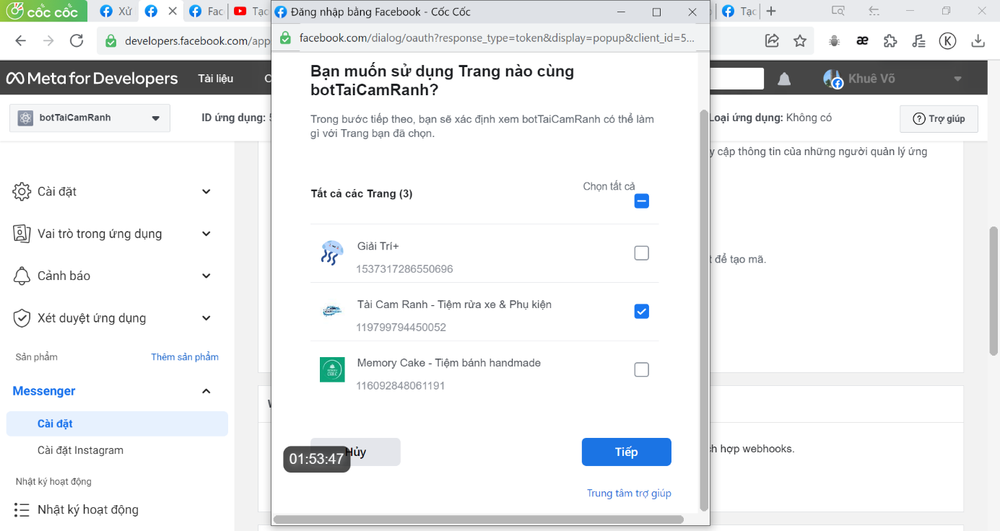 cốc cốc
Xử
Fac
Tạc
Đăng nhập bằng Facebook - Cốc Cốc
Tạc
developers.facebook.com/app
facebook.com/dialog/oauth?response_type=token&display=popup&client_id=5...
æ
K
Meta for Developers
Tài liệu
Khuê Võ
botTaiCamRanh
ID ứng dụng:
Loại ứng dụng: Không có
Trợ giúp
Bạn muốn sử dụng Trang nào cùng
botTaiCamRanh?
Trong bước tiếp theo, bạn sẽ xác định xem botTaiCamRanh có thể làm
gì với Trang bạn đã chọn.
y cập thông tin của những người quản lý ứng
Cài đặt
Vai trò trong ứng dụng
Cảnh báo
Xét duyệt ứng dụng
Sản phẩm
Thêm sản phẩm
Messenger
Cài đặt
Cài đặt Instagram
Nhật ký hoạt động
Nhật ký hoạt động
Chọn tất cả
Tất cả các Trang (3)
Giải Trí+
1537317286550696
Tài Cam Ranh - Tiệm rửa xe & Phụ kiện
119799794450052
Memory Cake - Tiệm bánh handmade
116092848061191
t để tạo mã.
ch hợp webhooks.
01:53:47
Hủy
Tiếp
Trung tâm trợ giúp